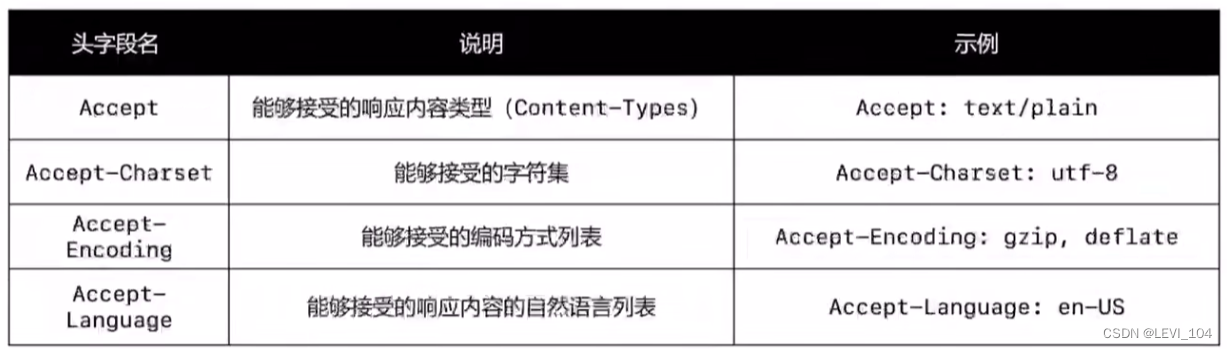 头字段名 说明 示例
Accept 能够接受的响应内容类型（Content-Types） Accept: text/plain
Accept-Charset 能够接受的字符集 Accept-Charset: utf-8
Accept-
Encoding 能够接受的编码方式列表 Accept-Encoding: gzip, deflate
Accept-
Language 能够接受的响应内容的自然语言列表 Accept-Language: en-US
CSDN @LEVI_104